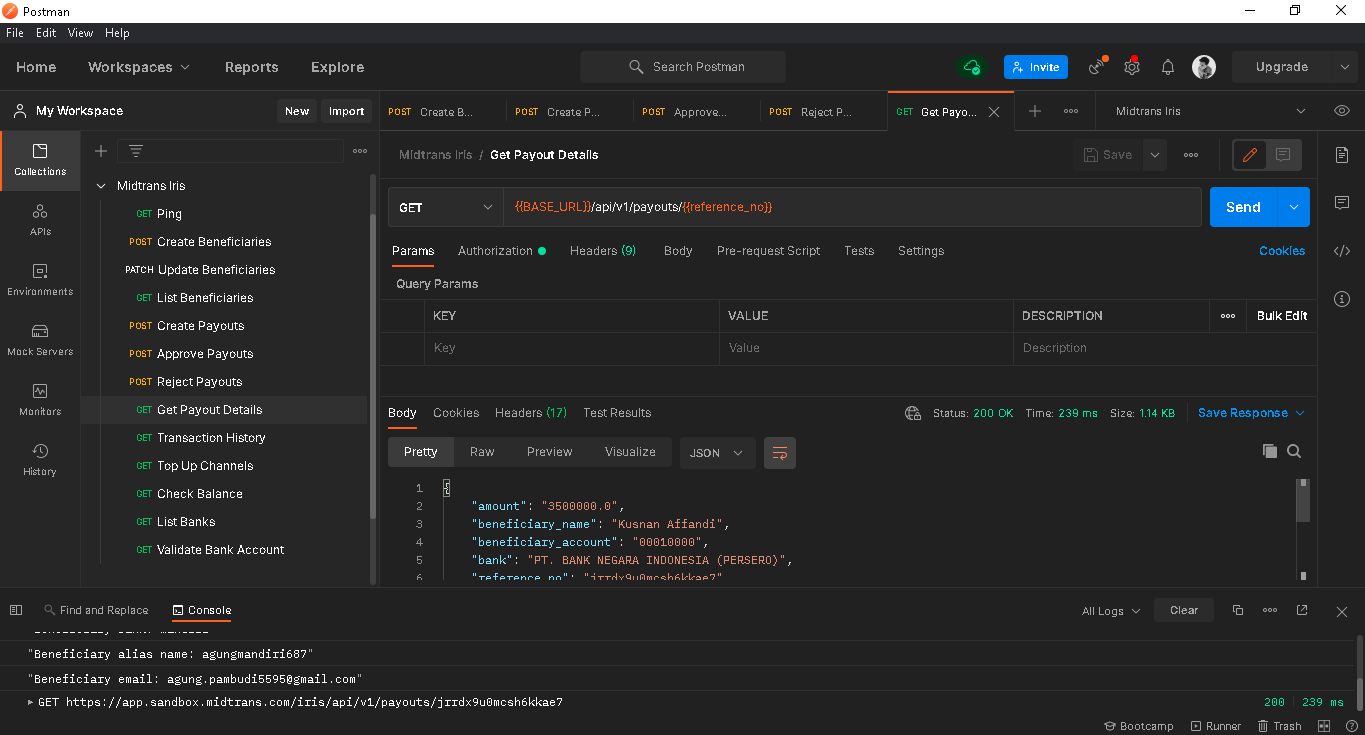 Postman
File Edit View Help
Home Workspaces Reports Explore Search Postman Invite Upgrade
My Workspace New Import
POST Create B... POST Create P... POST Approve... POST Reject P... GET Get Payo... Midtrans Iris
Collections
APIs
Environments
Mock Servers
Monitors
History
Midtrans Iris
GET Ping
POST Create Beneficiaries
PATCH Update Beneficiaries
GET List Beneficiaries
POST Create Payouts
POST Approve Payouts
POST Reject Payouts
GET Get Payout Details
GET Transaction History
GET Top Up Channels
GET Check Balance
GET List Banks
GET Validate Bank Account
Midtrans Iris / Get Payout Details Save
GET {{BASE_URL}}/api/v1/payouts/{{reference_no}} Send
Params Authorization Headers (9) Body Pre-request Script Tests Settings Cookies
Query Params
KEY VALUE DESCRIPTION Bulk Edit
Key Value Description
Body Cookies Headers (17) Test Results Status: 200 OK Time: 239 ms Size: 1.14 KB Save Response
Pretty Raw Preview Visualize JSON
1 {
2 "amount": "3500000.0",
3 "beneficiary_name": "Kusnan Affandi",
4 "beneficiary_account": "00010000",
5 "bank": "PT. BANK NEGARA INDONESIA (PERSERO)",
6 "reference_no": "jrrdx9u0mcsh6kkae7"
Find and Replace Console All Logs Clear
"Beneficiary alias name: agungmandiri687"
"Beneficiary email: agung.pambudi5595@gmail.com"
GET https://app.sandbox.midtrans.com/iris/api/v1/payouts/jrrdx9u0mcsh6kkae7 200 239 ms
Bootcamp Runner Trash